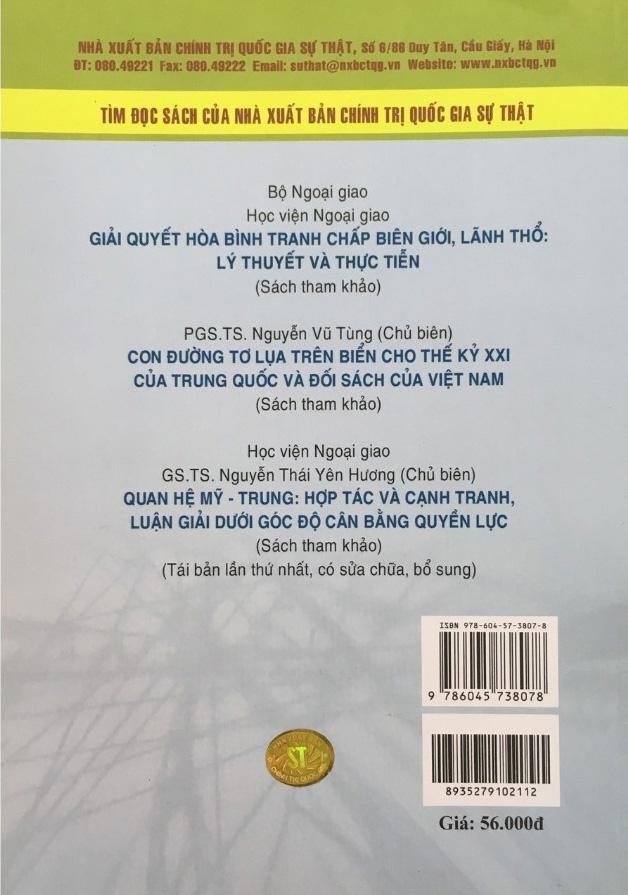 NHÀ XUẤT BẢN CHÍNH TRỊ QUỐC GIA SỰ THẬT, Số 6/86 Duy Tân, Cầu Giấy, Hà Nội
ĐT: 080.49221 Fax: 080.49222 Email: suthat@nxbctqg.vn Website: www.nxbctqg.vn
TÌM ĐỌC SÁCH CỦA NHÀ XUẤT BẢN CHÍNH TRỊ QUỐC GIA SỰ THẬT
Bộ Ngoại giao
Học viện Ngoại giao
GIẢI QUYẾT HÒA BÌNH TRANH CHẤP BIÊN GIỚI, LÃNH THỔ:
LÝ THUYẾT VÀ THỰC TIỄN
(Sách tham khảo)
PGS.TS. Nguyễn Vũ Tùng (Chủ biên)
CON ĐƯỜNG TƠ LỤA TRÊN BIỂN CHO THẾ KỶ XXI
CỦA TRUNG QUỐC VÀ ĐỐI SÁCH CỦA VIỆT NAM
(Sách tham khảo)
Học viện Ngoại giao
GS.TS. Nguyễn Thái Yên Hương (Chủ biên)
QUAN HỆ MỸ - TRUNG: HỢP TÁC VÀ CẠNH TRANH,
LUẬN GIẢI DƯỚI GÓC ĐỘ CÂN BẰNG QUYỀN LỰC
(Sách tham khảo)
(Tái bản lần thứ nhất, có sửa chữa, bổ sung)
ISBN 978-604-57-3807-8
9 786045 738078
ST
8935279102112
Giá: 56.000đ